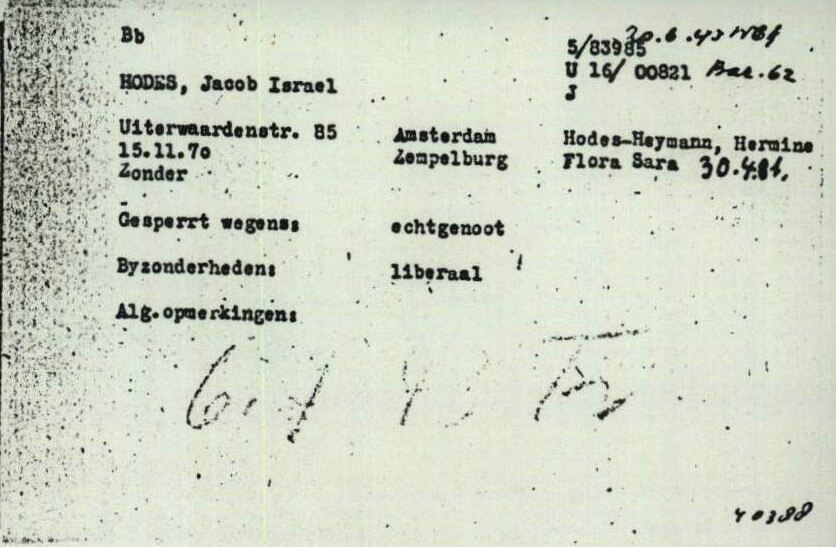 Bb
30.6.43 WBf
5/83985
U 16/ 00821 Bar.62
J
HODES, Jacob Israel
Uiterwaardenstr. 85 Amsterdam Hodes-Heymann, Hermine
15.11.70 Zempelburg Flora Sara 30.4.81.
Zonder
Gesperrt wegens: echtgenoot
Byzonderheden: liberaal
Alg.opmerkingen:
43
40388